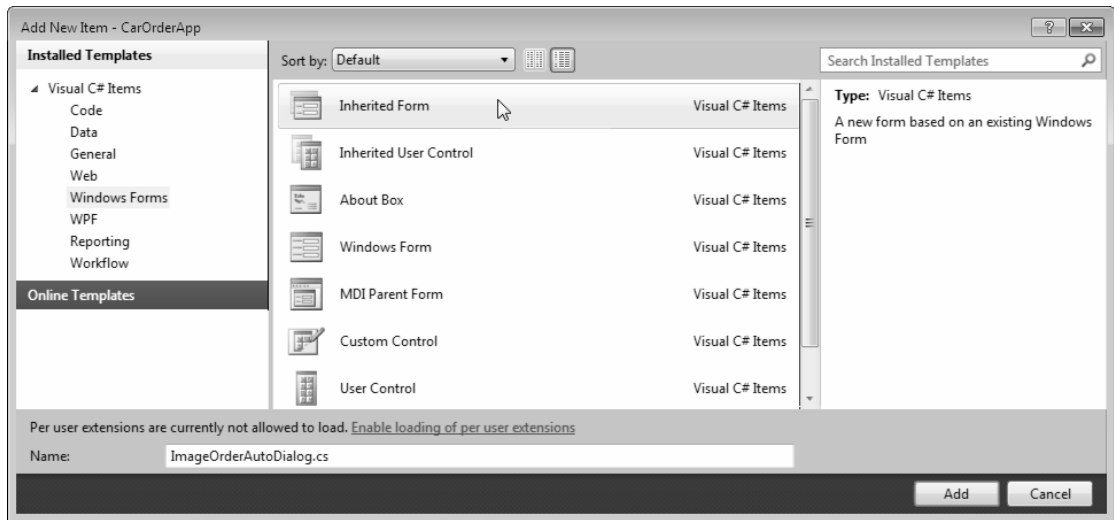 Add New Item - CarOrderApp
Installed Templates
Sort by: Default
Search Installed Templates
Visual C# Items
Code
Data
General
Web
Windows Forms
WPF
Reporting
Workflow
Online Templates
Inherited Form Visual C# Items
Inherited User Control Visual C# Items
About Box Visual C# Items
Windows Form Visual C# Items
MDI Parent Form Visual C# Items
Custom Control Visual C# Items
User Control Visual C# Items
Type: Visual C# Items
A new form based on an existing Windows
Form
Per user extensions are currently not allowed to load. Enable loading of per user extensions
Name: ImageOrderAutoDialog.cs
Add Cancel